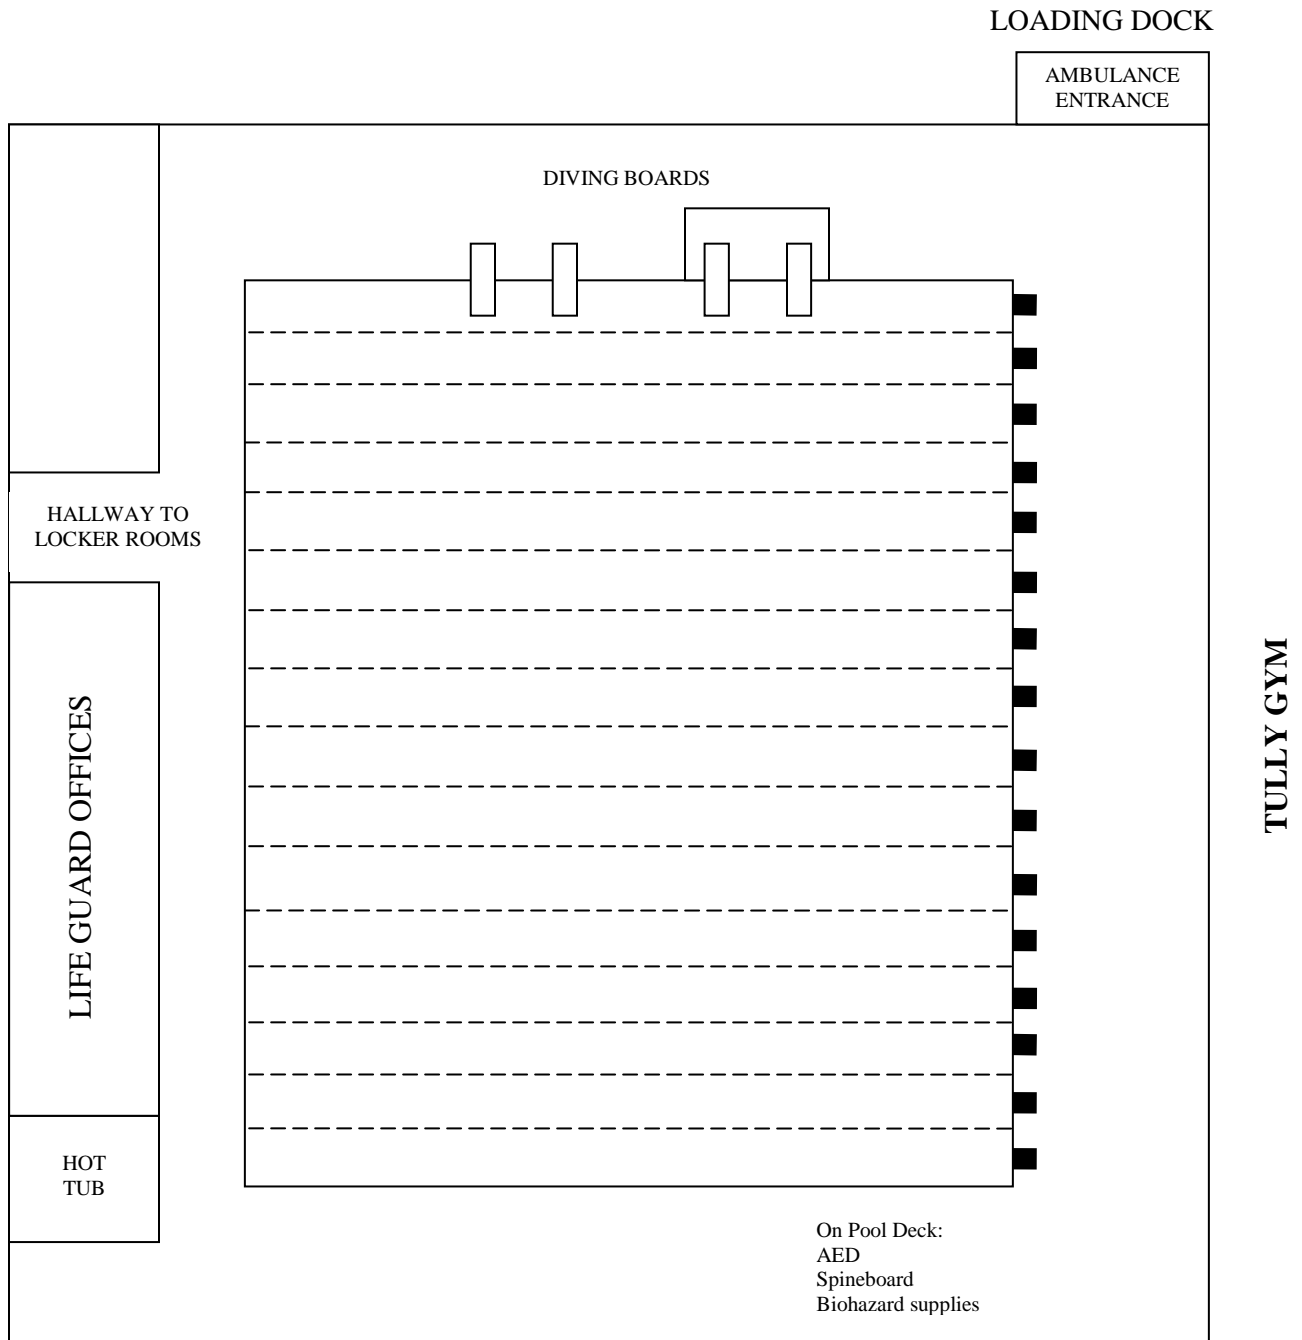 LOADING DOCK
AMBULANCE
ENTRANCE
DIVING BOARDS
HALLWAY TO
LOCKER ROOMS
TULLY GYM
LIFE GUARD OFFICES
HOT
TUB
On Pool Deck:
AED
Spineboard
Biohazard supplies